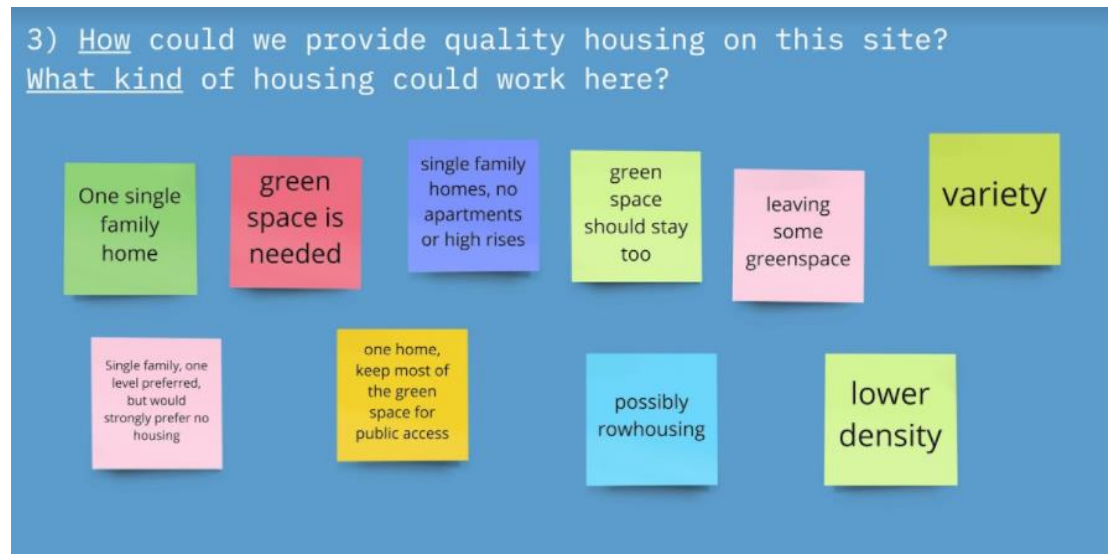 3) How could we provide quality housing on this site?
What kind of housing could work here?
One single
family
home
green
space is
needed
single family
homes, no
apartments
or high rises
green
space
should stay
too
leaving
some
greenspace
variety
Single family, one
level preferred,
but would
strongly prefer no
housing
one home,
keep most of
the green
space for
public access
possibly
rowhousing
lower
density